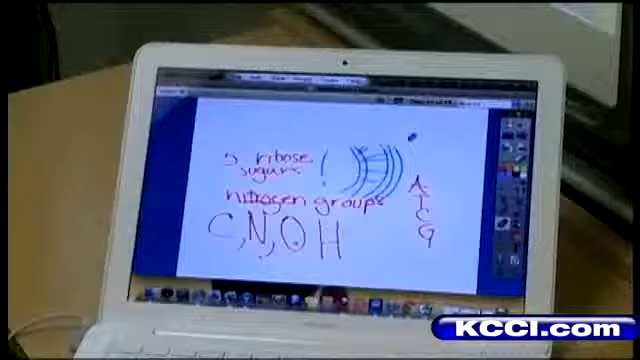 5 ribose
sugars
nitrogen groups
C, N, O H
A
T
C
G
KCCI.com